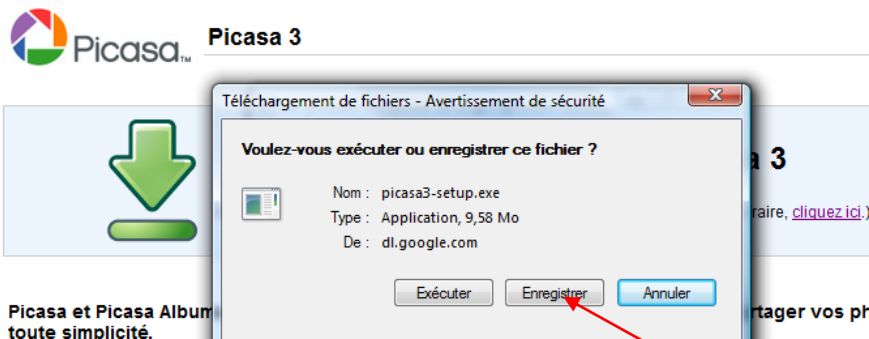 Picasa™ Picasa 3
Téléchargement de fichiers - Avertissement de sécurité
Voulez-vous exécuter ou enregistrer ce fichier ?
3
Nom : picasa3-setup.exe
Type : Application, 9,58 Mo
raire, cliquez ici.)
De : dl.google.com
Exécuter Enregistrer Annuler
Picasa et Picasa Album
rtager vos ph
toute simplicité.